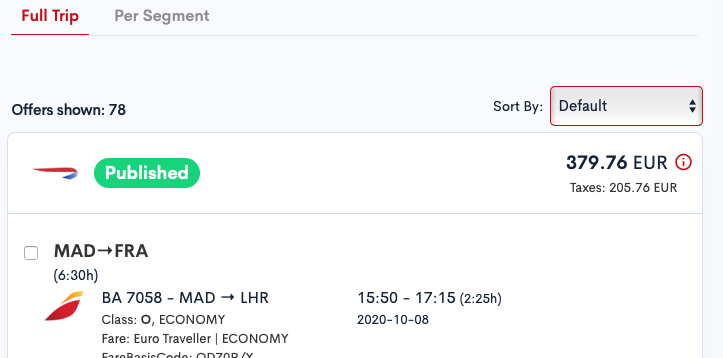 Full Trip Per Segment
Offers shown: 78 Sort By: Default
Published 379.76 EUR
Taxes: 205.76 EUR
MAD→FRA
(6:30h)
BA 7058 - MAD → LHR 15:50 - 17:15 (2:25h)
Class: O, ECONOMY 2020-10-08
Fare: Euro Traveller | ECONOMY